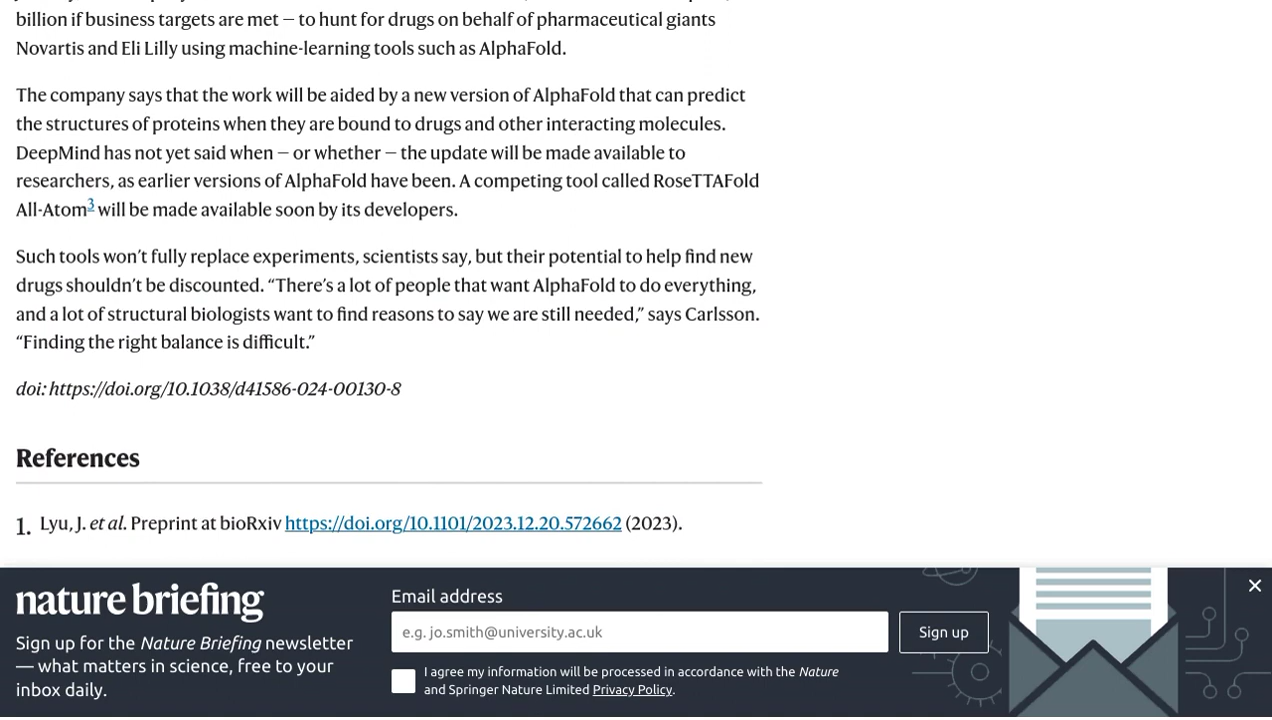 billion if business targets are met — to hunt for drugs on behalf of pharmaceutical giants
Novartis and Eli Lilly using machine-learning tools such as AlphaFold.
The company says that the work will be aided by a new version of AlphaFold that can predict
the structures of proteins when they are bound to drugs and other interacting molecules.
DeepMind has not yet said when — or whether — the update will be made available to
researchers, as earlier versions of AlphaFold have been. A competing tool called RoseTTAFold
All-Atom3 will be made available soon by its developers.
Such tools won’t fully replace experiments, scientists say, but their potential to help find new
drugs shouldn’t be discounted. “There’s a lot of people that want AlphaFold to do everything,
and a lot of structural biologists want to find reasons to say we are still needed,” says Carlsson.
“Finding the right balance is difficult.”
doi: https://doi.org/10.1038/d41586-024-00130-8
References
1. Lyu, J. et al. Preprint at bioRxiv https://doi.org/10.1101/2023.12.20.572662 (2023).
nature briefing
Sign up for the Nature Briefing newsletter
— what matters in science, free to your
inbox daily.
Email address
e.g. jo.smith@university.ac.uk
Sign up
I agree my information will be processed in accordance with the Nature
and Springer Nature Limited Privacy Policy.